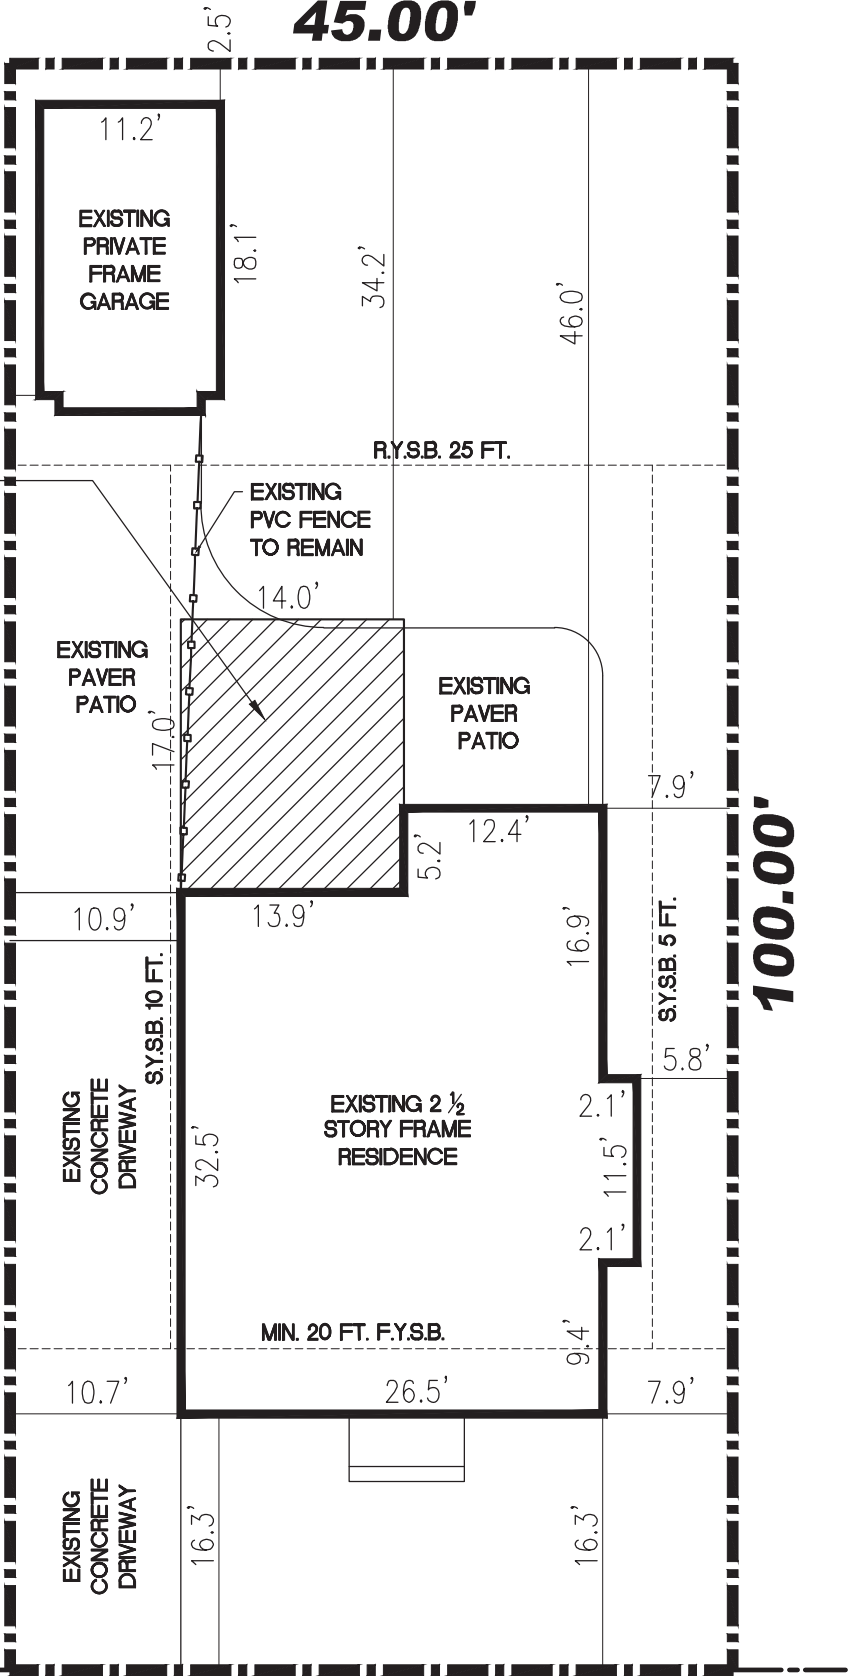 45.00'
2.5'
11.2'
EXISTING
PRIVATE
FRAME
GARAGE
18.1'
34.2'
46.0'
R.Y.S.B. 25 FT.
EXISTING
PVC FENCE
TO REMAIN
14.0'
EXISTING
PAVER
PATIO
17.0'
EXISTING
PAVER
PATIO
7.9'
12.4'
5.2'
100.00'
10.9'
13.9'
16.9'
S.Y.S.B. 5 FT.
S.Y.S.B. 10 FT.
5.8'
EXISTING
CONCRETE
DRIVEWAY
32.5'
EXISTING 2 ½
STORY FRAME
RESIDENCE
2.1'
11.5'
2.1'
MIN. 20 FT. F.Y.S.B.
9.4'
10.7'
26.5'
7.9'
EXISTING
CONCRETE
DRIVEWAY
16.3'
16.3'